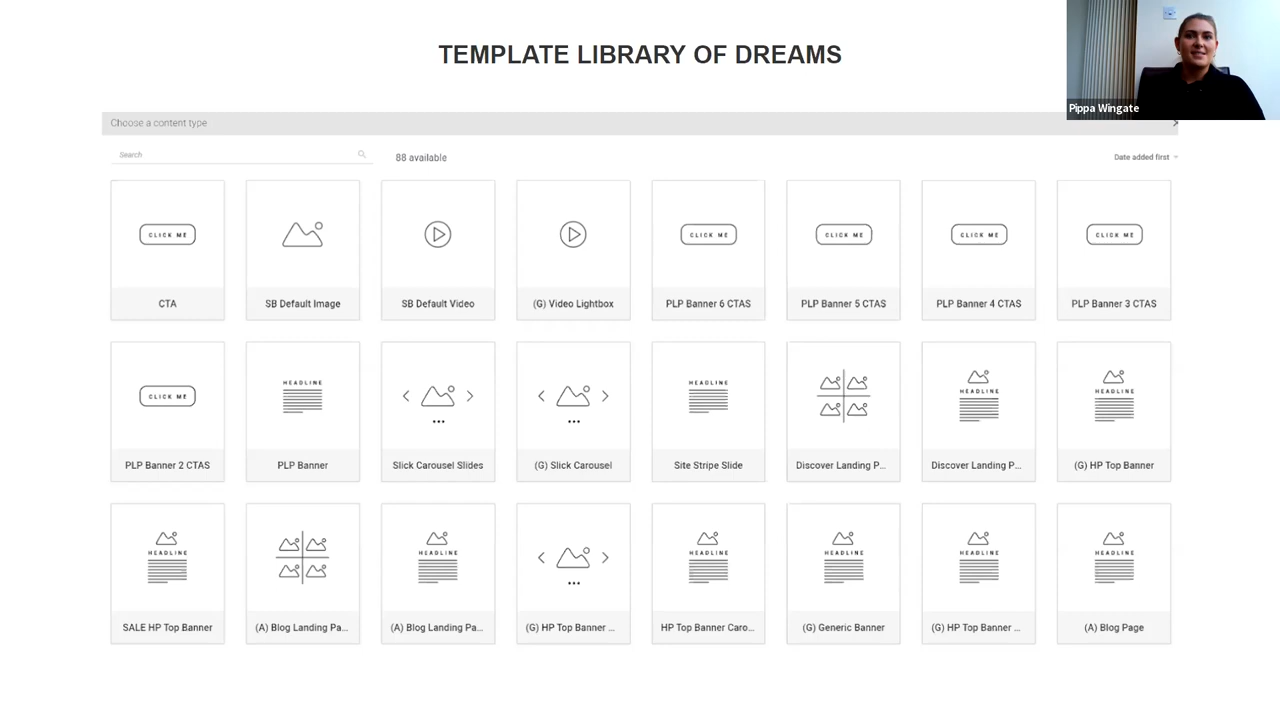 TEMPLATE LIBRARY OF DREAMS
Pippa Wingate
Choose a content type
Search
88 available
Date added first
CLICK ME
CLICK ME
CLICK ME
CLICK ME
CLICK ME
CTA
SB Default Image
SB Default Video
(G) Video Lightbox
PLP Banner 6 CTAS
PLP Banner 5 CTAS
PLP Banner 4 CTAS
PLP Banner 3 CTAS
CLICK ME
HEADLINE
HEADLINE
HEADLINE
HEADLINE
PLP Banner 2 CTAS
PLP Banner
Slick Carousel Slides
(G) Slick Carousel
Site Stripe Slide
Discover Landing P...
Discover Landing P...
(G) HP Top Banner
HEADLINE
HEADLINE
HEADLINE
HEADLINE
HEADLINE
HEADLINE
SALE HP Top Banner
(A) Blog Landing Pa...
(A) Blog Landing Pa...
(G) HP Top Banner ...
HP Top Banner Caro...
(G) Generic Banner
(G) HP Top Banner ...
(A) Blog Page